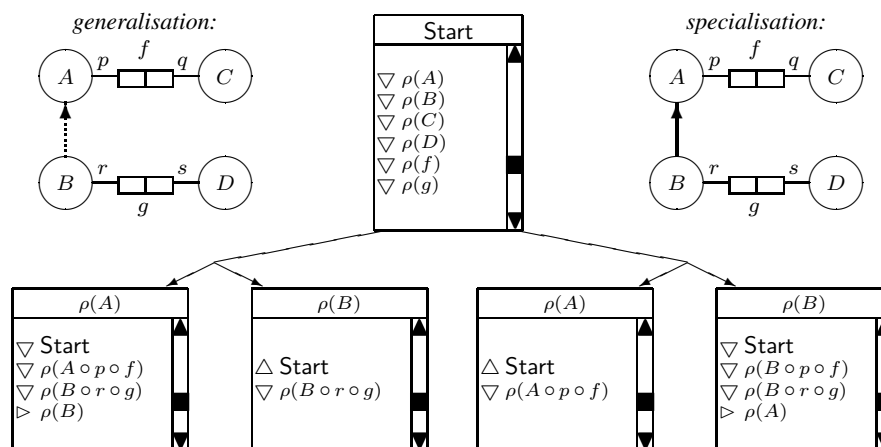 generalisation:
A p f q C
B r g s D
Start
▽ ρ(A)
▽ ρ(B)
▽ ρ(C)
▽ ρ(D)
▽ ρ(f)
▽ ρ(g)
specialisation:
A p f q C
B r g s D
ρ(A)
▽ Start
▽ ρ(A ∘ p ∘ f)
▽ ρ(B ∘ r ∘ g)
▷ ρ(B)
ρ(B)
△ Start
▽ ρ(B ∘ r ∘ g)
ρ(A)
△ Start
▽ ρ(A ∘ p ∘ f)
ρ(B)
▽ Start
▽ ρ(B ∘ p ∘ f)
▽ ρ(B ∘ r ∘ g)
▷ ρ(A)